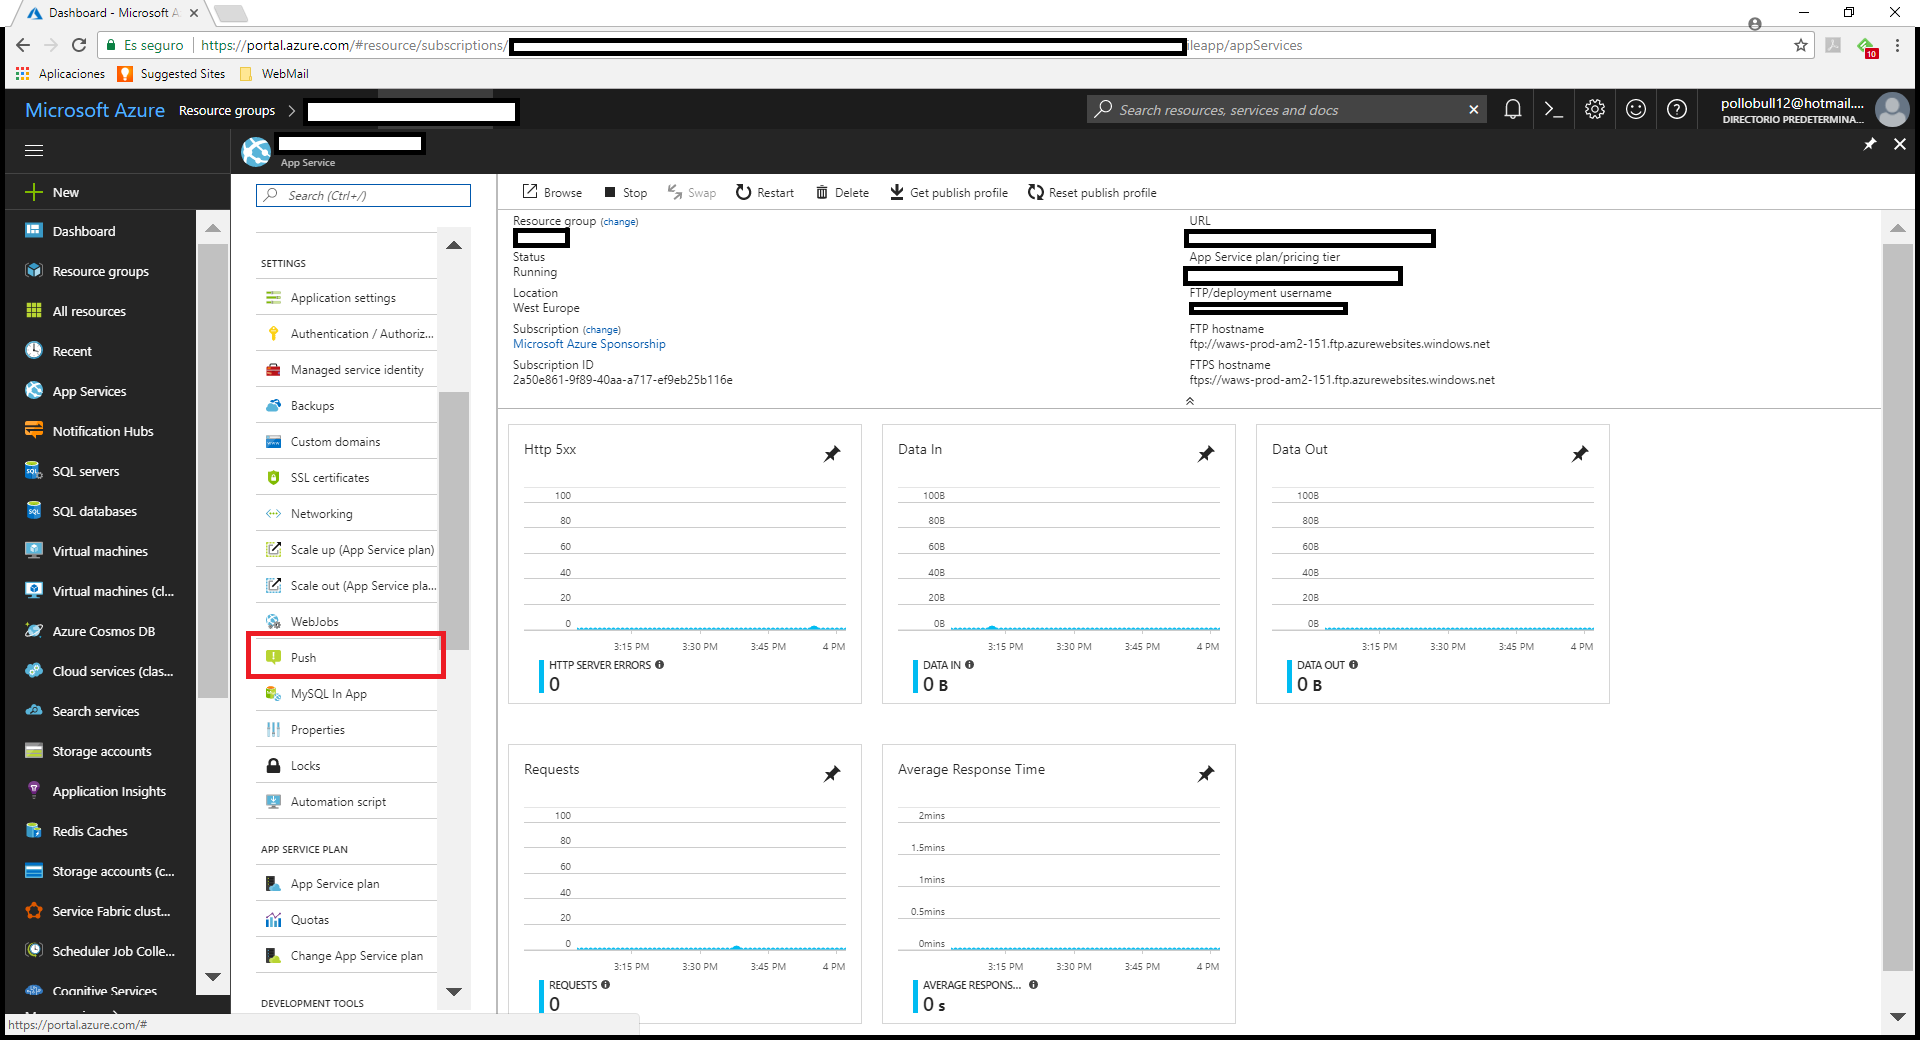 Dashboard - Microsoft A
Es seguro
https://portal.azure.com/#resource/subscriptions/
ileapp/appServices
10
Aplicaciones
Suggested Sites
WebMail
Microsoft Azure
Resource groups
Search resources, services and docs
pollobull12@hotmail....
DIRECTORIO PREDETERMINA...
App Service
New
Dashboard
Resource groups
All resources
Recent
App Services
Notification Hubs
SQL servers
SQL databases
Virtual machines
Virtual machines (cl...
Azure Cosmos DB
Cloud services (clas...
Search services
Storage accounts
Application Insights
Redis Caches
Storage accounts (c...
Service Fabric clust...
Scheduler Job Colle...
Cognitive Services
https://portal.azure.com/#
Search (Ctrl+/)
SETTINGS
Application settings
Authentication / Authoriz...
Managed service identity
Backups
Custom domains
SSL certificates
Networking
Scale up (App Service plan)
Scale out (App Service pla...
WebJobs
Push
MySQL In App
Properties
Locks
Automation script
APP SERVICE PLAN
App Service plan
Quotas
Change App Service plan
DEVELOPMENT TOOLS
Browse
Stop
Swap
Restart
Delete
Get publish profile
Reset publish profile
Resource group (change)
Status
Running
Location
West Europe
Subscription (change)
Microsoft Azure Sponsorship
Subscription ID
2a50e861-9f89-40aa-a717-ef9eb25b116e
URL
App Service plan/pricing tier
FTP/deployment username
FTP hostname
ftp://waws-prod-am2-151.ftp.azurewebsites.windows.net
FTPS hostname
ftps://waws-prod-am2-151.ftp.azurewebsites.windows.net
Http 5xx
100
80
60
40
20
0
3:15 PM 3:30 PM 3:45 PM 4 PM
HTTP SERVER ERRORS
0
Data In
100B
80B
60B
40B
20B
0B
3:15 PM 3:30 PM 3:45 PM 4 PM
DATA IN
0 B
Data Out
100B
80B
60B
40B
20B
0B
3:15 PM 3:30 PM 3:45 PM 4 PM
DATA OUT
0 B
Requests
100
80
60
40
20
0
3:15 PM 3:30 PM 3:45 PM 4 PM
REQUESTS
0
Average Response Time
2mins
1.5mins
1mins
0.5mins
0mins
3:15 PM 3:30 PM 3:45 PM 4 PM
AVERAGE RESPONS...
0 s